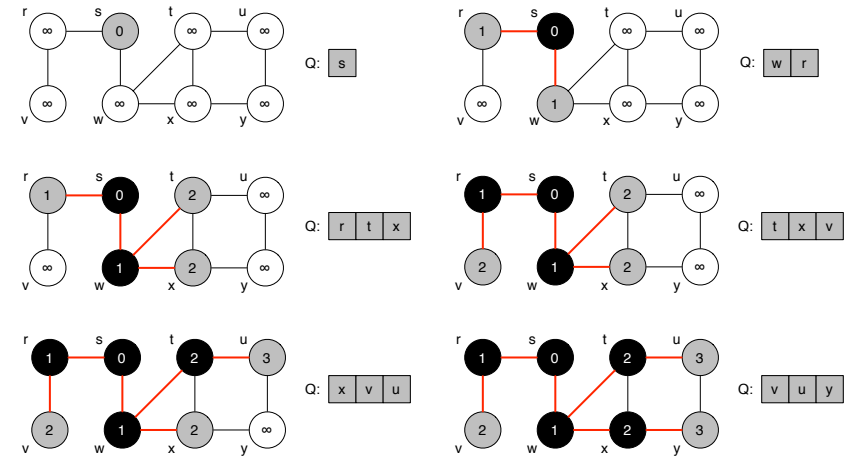 r s t u
∞ 0 ∞ ∞
Q: s
∞ ∞ ∞ ∞
v w x y
r s t u
1 0 ∞ ∞
Q: w r
∞ 1 ∞ ∞
v w x y
r s t u
1 0 2 ∞
Q: r t x
∞ 1 2 ∞
v w x y
r s t u
1 0 2 ∞
Q: t x v
2 1 2 ∞
v w x y
r s t u
1 0 2 3
Q: x v u
2 1 2 ∞
v w x y
r s t u
1 0 2 3
Q: v u y
2 1 2 3
v w x y